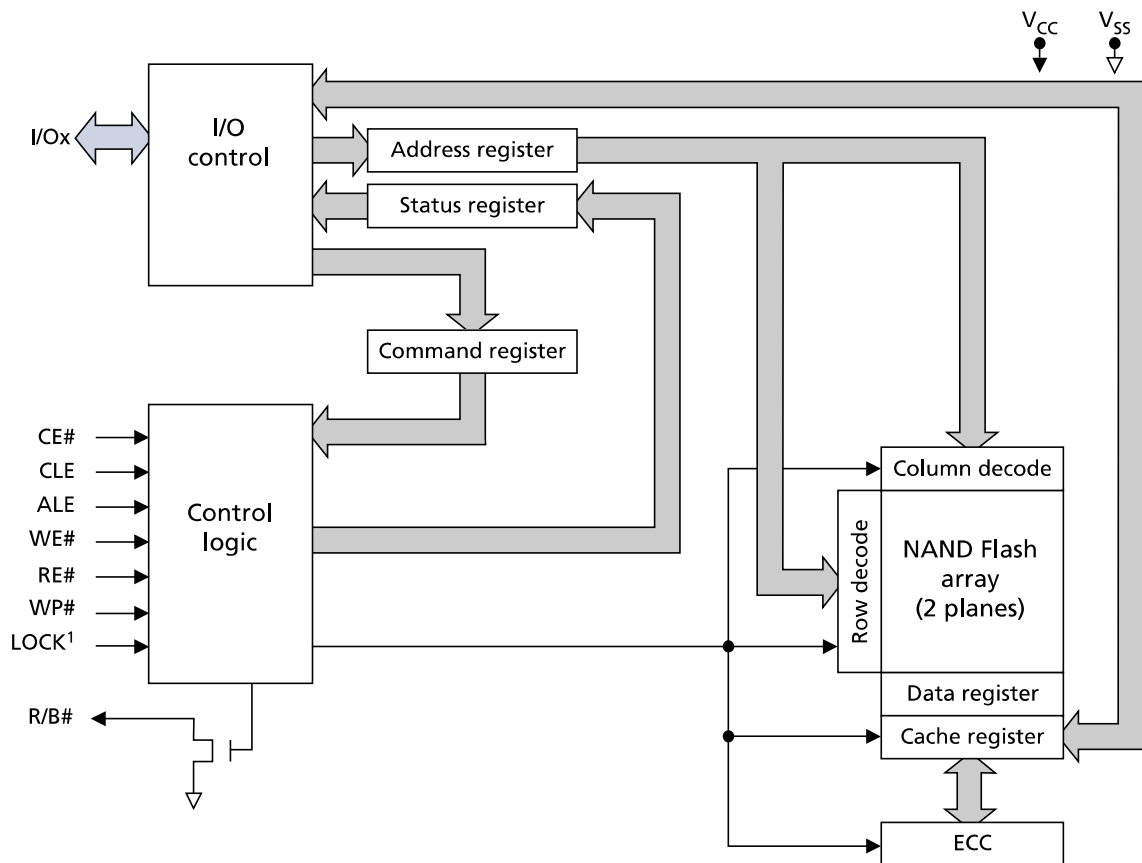 V_CC
V_SS
I/Ox
I/O
control
Address register
Status register
Command register
CE#
CLE
ALE
WE#
RE#
WP#
LOCK¹
R/B#
Control
logic
Column decode
Row decode
NAND Flash
array
(2 planes)
Data register
Cache register
ECC